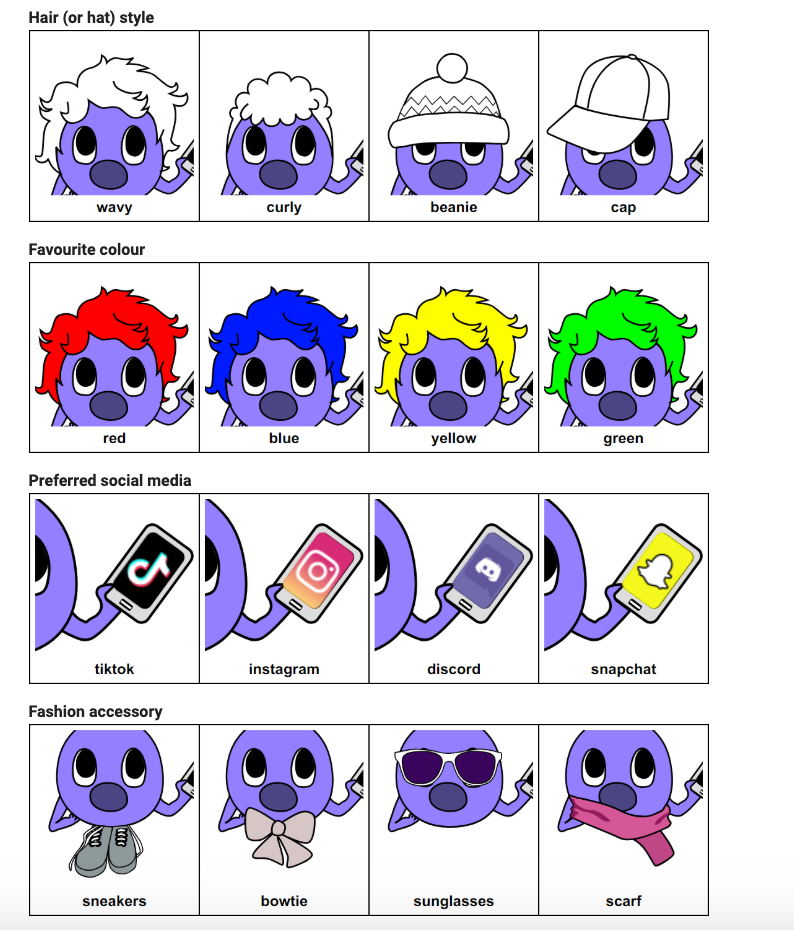 Hair (or hat) style
wavy curly beanie cap
Favourite colour
red blue yellow green
Preferred social media
tiktok instagram discord snapchat
Fashion accessory
sneakers bowtie sunglasses scarf